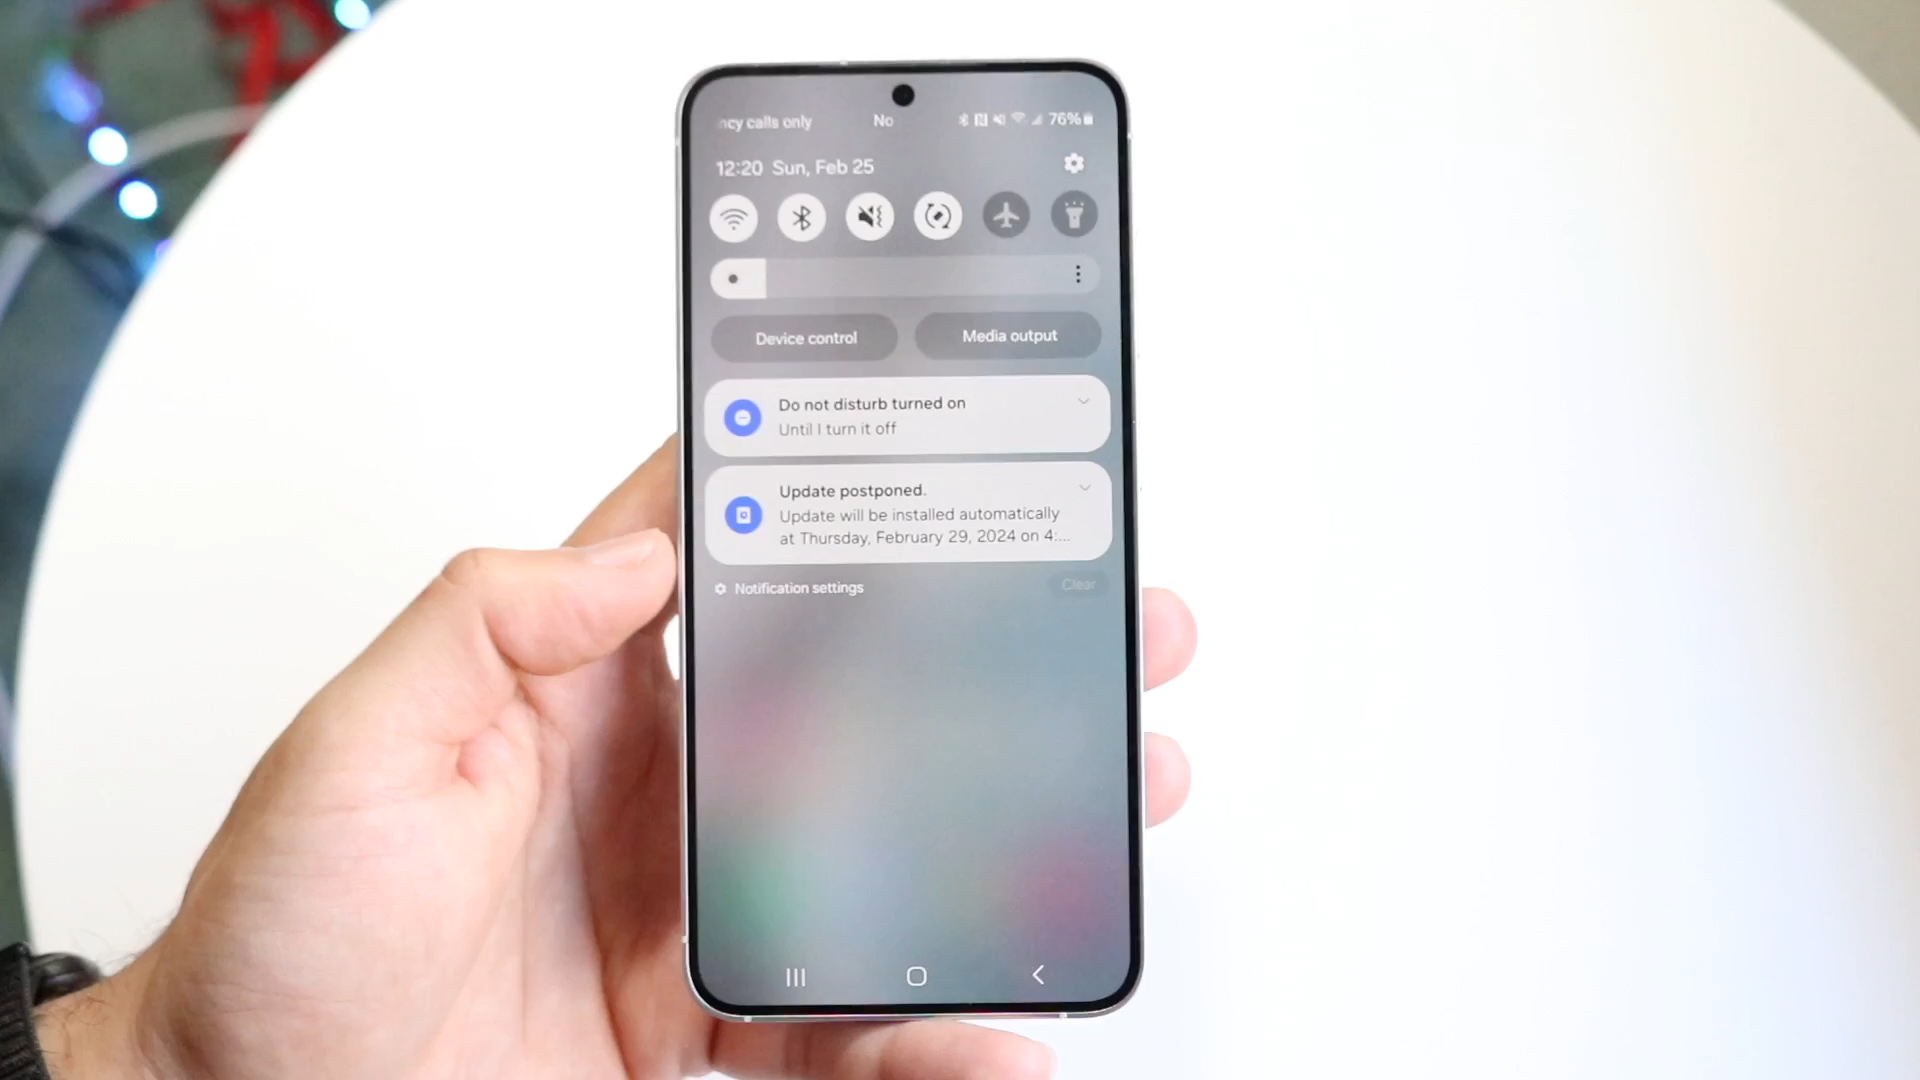 ncy calls only No 76%
12:20 Sun, Feb 25
Device control Media output
Do not disturb turned on
Until I turn it off
Update postponed.
Update will be installed automatically
at Thursday, February 29, 2024 on 4:...
Notification settings Clear